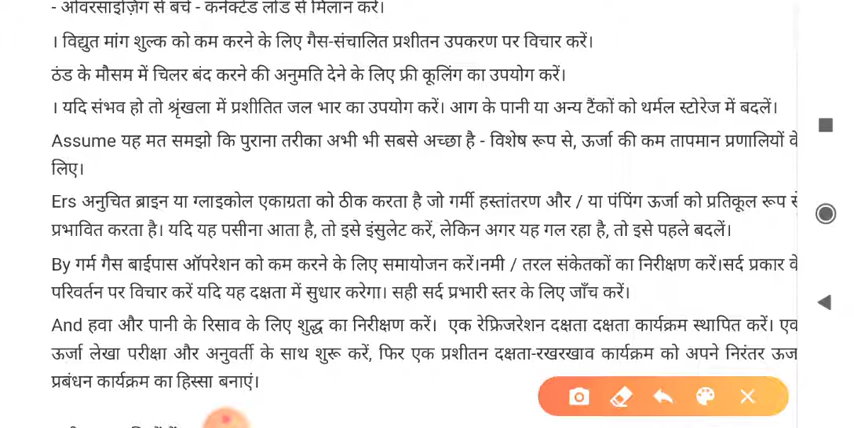 - ओवरसाइज़िंग से बचें - कनेक्टेड लोड से मिलान करें।
। विद्युत मांग शुल्क को कम करने के लिए गैस-संचालित प्रशीतन उपकरण पर विचार करें।
ठंड के मौसम में चिलर बंद करने की अनुमति देने के लिए फ्री कूलिंग का उपयोग करें।
। यदि संभव हो तो श्रृंखला में प्रशीतित जल भार का उपयोग करें। आग के पानी या अन्य टैंकों को थर्मल स्टोरेज में बदलें।
Assume यह मत समझो कि पुराना तरीका अभी भी सबसे अच्छा है - विशेष रूप से, ऊर्जा की कम तापमान प्रणालियों के
लिए।
Ers अनुचित ब्राइन या ग्लाइकोल एकाग्रता को ठीक करता है जो गर्मी हस्तांतरण और / या पंपिंग ऊर्जा को प्रतिकूल रूप से
प्रभावित करता है। यदि यह पसीना आता है, तो इसे इंसुलेट करें, लेकिन अगर यह गल रहा है, तो इसे पहले बदलें।
By गर्म गैस बाईपास ऑपरेशन को कम करने के लिए समायोजन करें।नमी / तरल संकेतकों का निरीक्षण करें।सर्द प्रकार के
परिवर्तन पर विचार करें यदि यह दक्षता में सुधार करेगा। सही सर्द प्रभारी स्तर के लिए जाँच करें।
And हवा और पानी के रिसाव के लिए शुद्ध का निरीक्षण करें। एक रेफ्रिजरेशन दक्षता दक्षता कार्यक्रम स्थापित करें। एक
ऊर्जा लेखा परीक्षा और अनुवर्ती के साथ शुरू करें, फिर एक प्रशीतन दक्षता-रखरखाव कार्यक्रम को अपने निरंतर ऊर्जा
प्रबंधन कार्यक्रम का हिस्सा बनाएं।